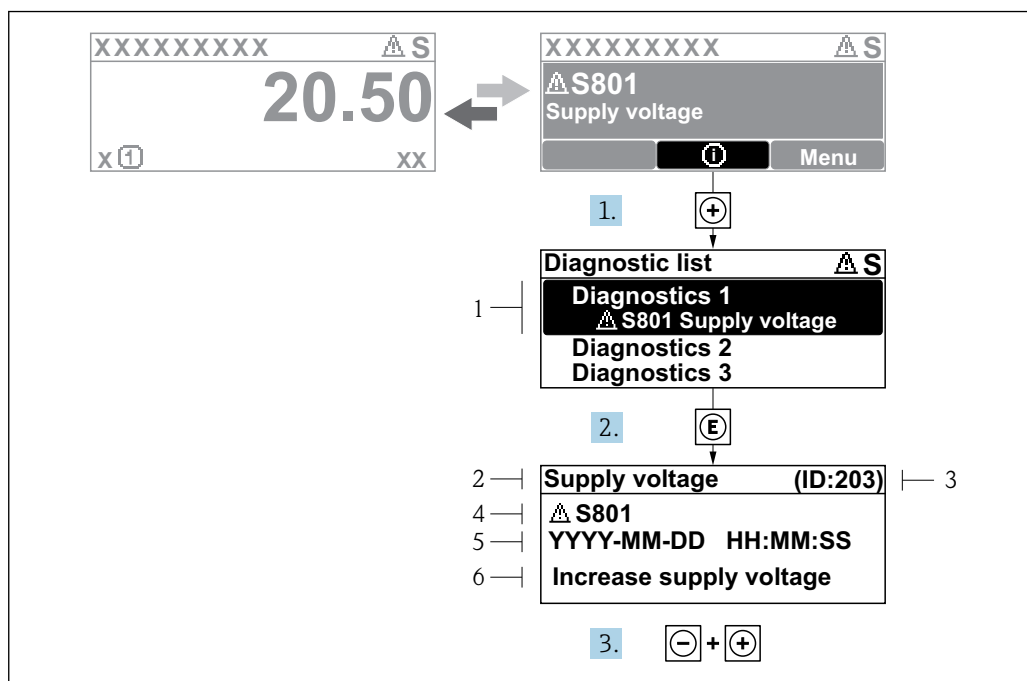 XXXXXXXXX ⚠ S
20.50
X ① XX
XXXXXXXXX ⚠ S
⚠ S801
Supply voltage
ⓘ Menu
1. +
Diagnostic list ⚠ S
1
Diagnostics 1
⚠ S801 Supply voltage
Diagnostics 2
Diagnostics 3
2. E
2 Supply voltage (ID:203) 3
4 ⚠ S801
5 YYYY-MM-DD HH:MM:SS
6 Increase supply voltage
3. - + +